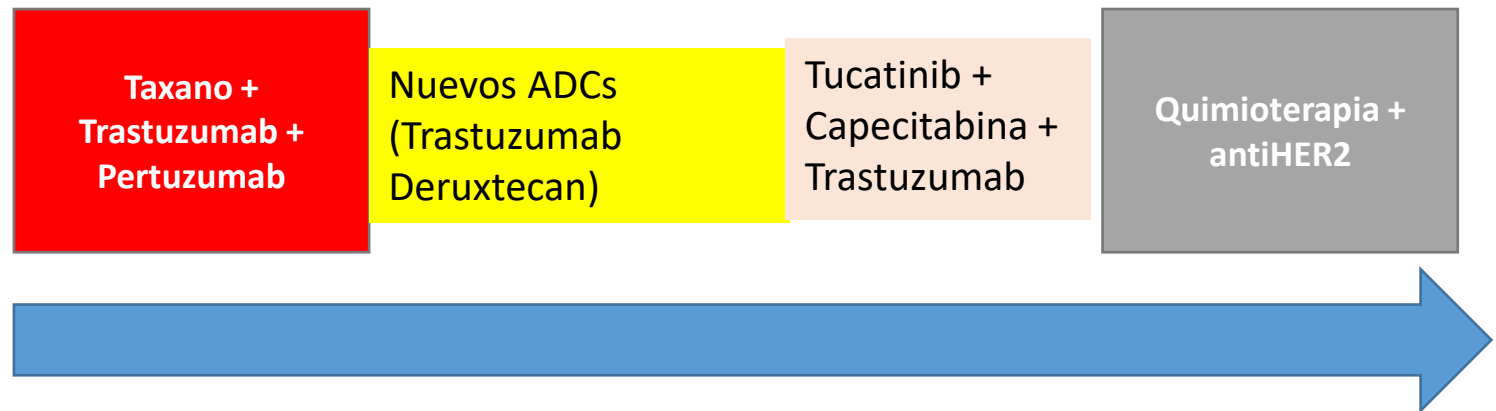 Taxano +
Trastuzumab +
Pertuzumab
Nuevos ADCs
(Trastuzumab
Deruxtecan)
Tucatinib +
Capecitabina +
Trastuzumab
Quimioterapia +
antiHER2